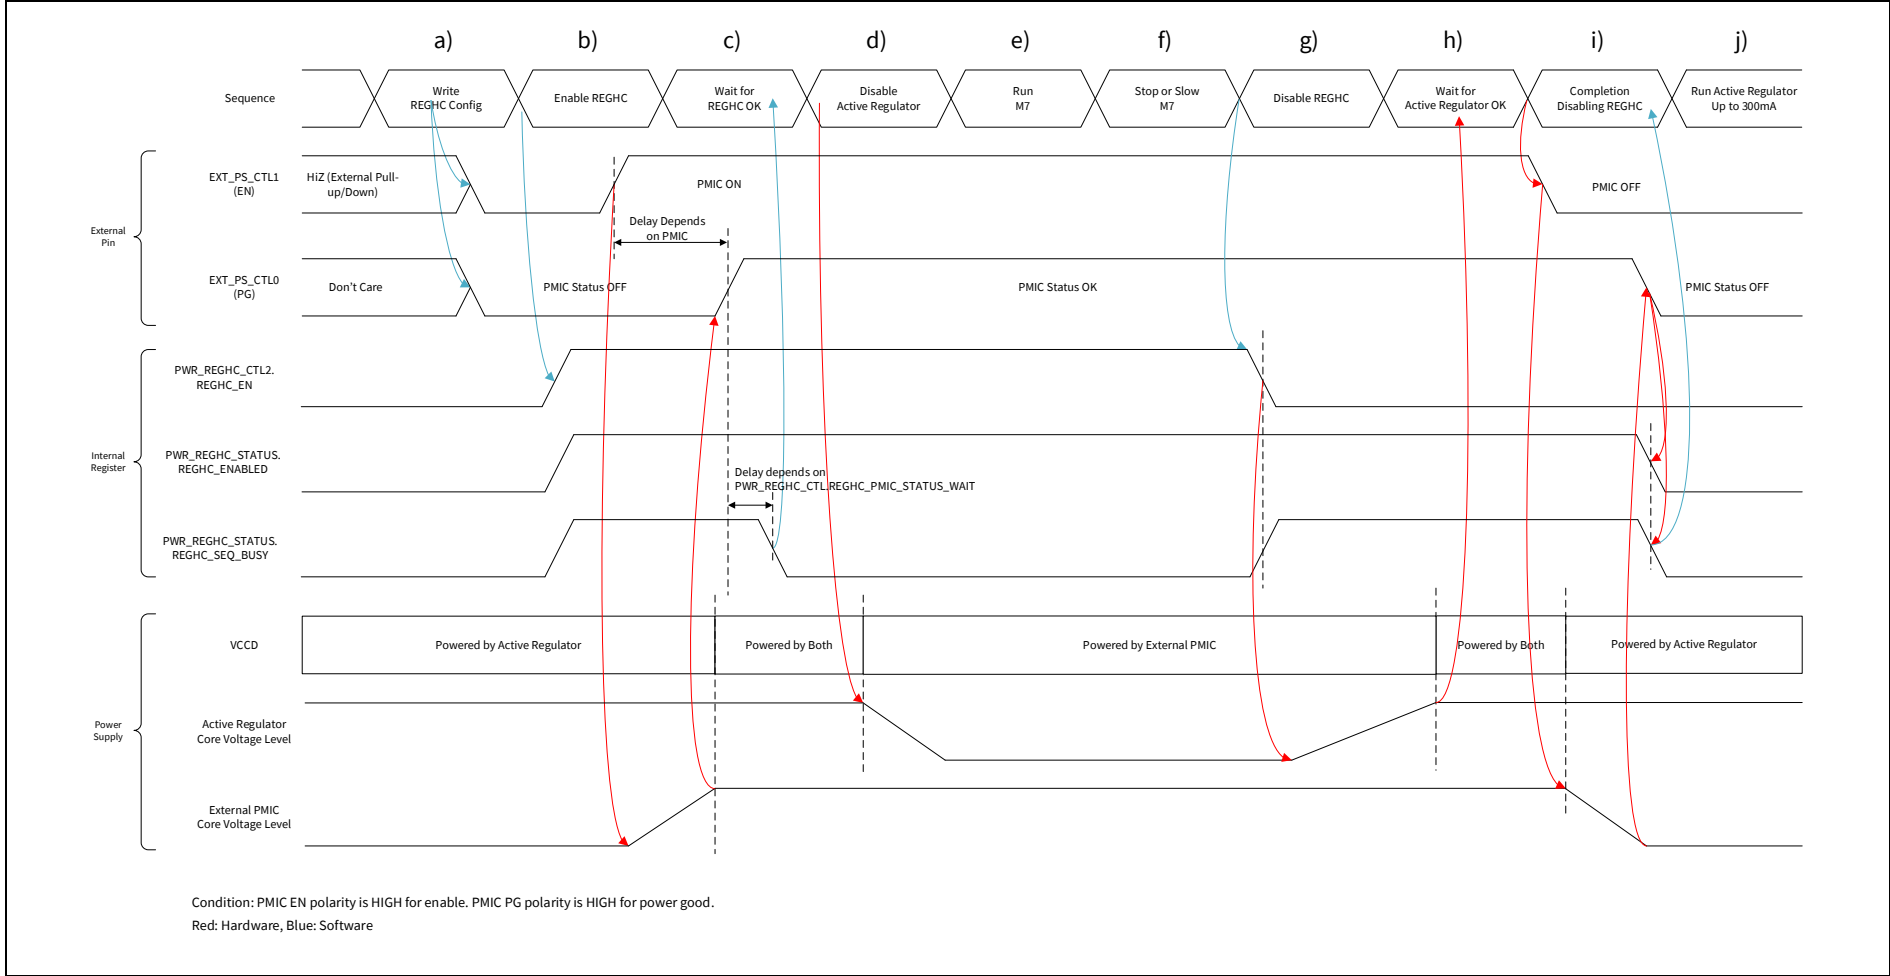 a) b) c) d) e) f) g) h) i) j)
Sequence
Write
REGHC Config
Enable REGHC
Wait for
REGHC OK
Disable
Active Regulator
Run
M7
Stop or Slow
M7
Disable REGHC
Wait for
Active Regulator OK
Completion
Disabling REGHC
Run Active Regulator
Up to 300mA
External
Pin
EXT_PS_CTL1
(EN)
HiZ (External Pull-
up/Down)
PMIC ON
PMIC OFF
Delay Depends
on PMIC
EXT_PS_CTL0
(PG)
Don't Care
PMIC Status OFF
PMIC Status OK
PMIC Status OFF
Internal
Register
PWR_REGHC_CTL2.
REGHC_EN
PWR_REGHC_STATUS.
REGHC_ENABLED
Delay depends on
PWR_REGHC_CTL.REGHC_PMIC_STATUS_WAIT
PWR_REGHC_STATUS.
REGHC_SEQ_BUSY
Power
Supply
VCCD
Powered by Active Regulator
Powered by Both
Powered by External PMIC
Powered by Both
Powered by Active Regulator
Active Regulator
Core Voltage Level
External PMIC
Core Voltage Level
Condition: PMIC EN polarity is HIGH for enable. PMIC PG polarity is HIGH for power good.
Red: Hardware, Blue: Software